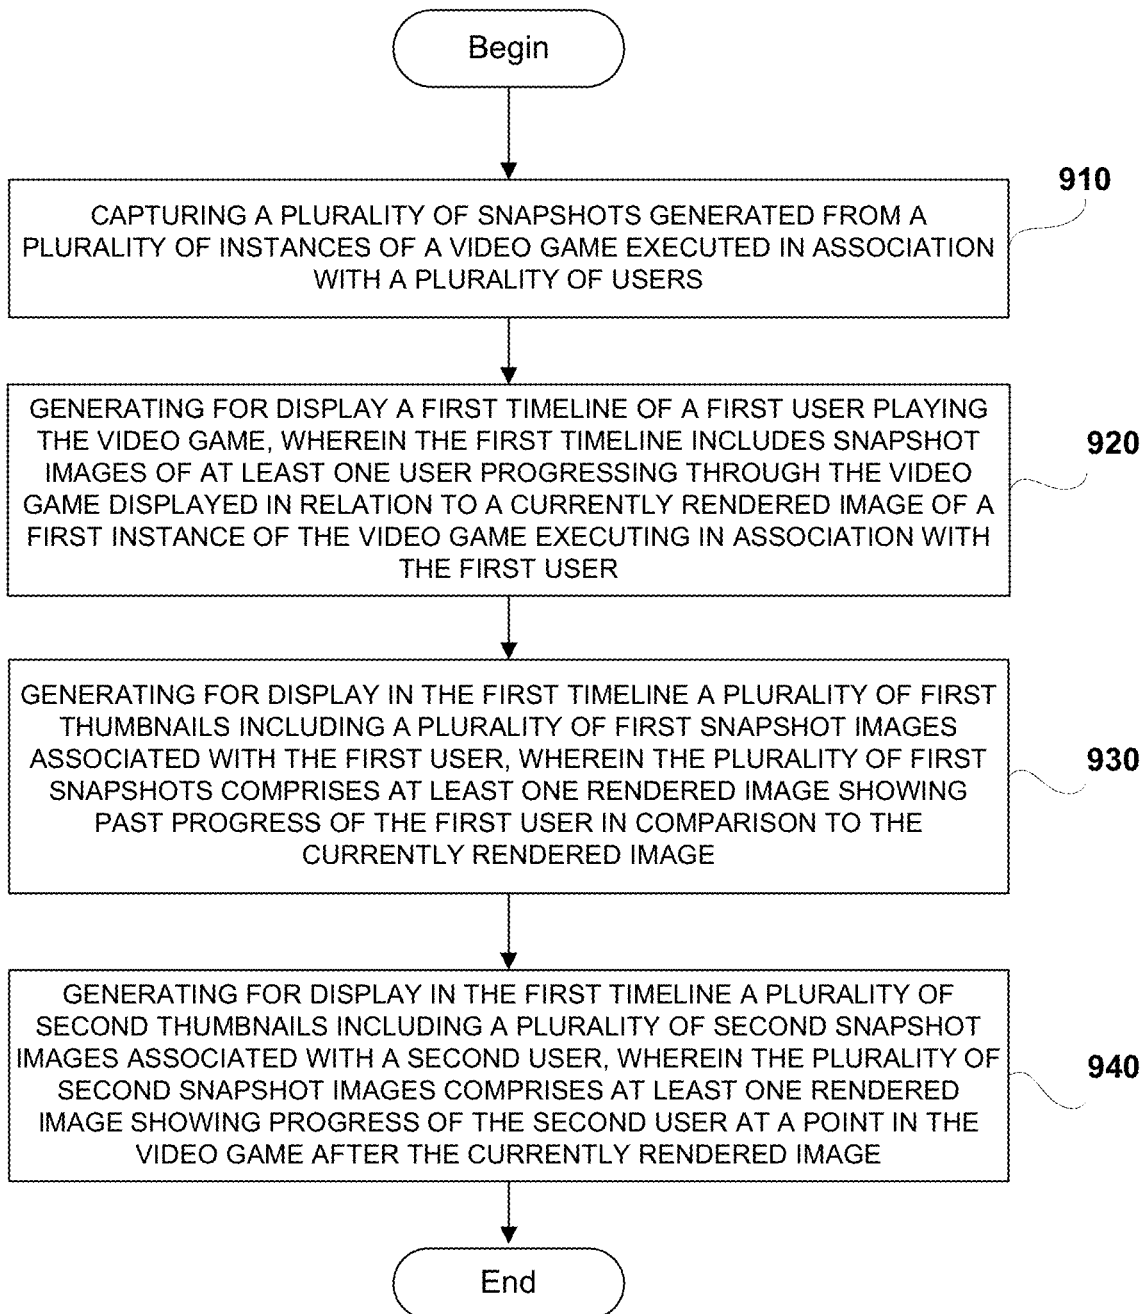 Begin
910
CAPTURING A PLURALITY OF SNAPSHOTS GENERATED FROM A
PLURALITY OF INSTANCES OF A VIDEO GAME EXECUTED IN ASSOCIATION
WITH A PLURALITY OF USERS
GENERATING FOR DISPLAY A FIRST TIMELINE OF A FIRST USER PLAYING
THE VIDEO GAME, WHEREIN THE FIRST TIMELINE INCLUDES SNAPSHOT
IMAGES OF AT LEAST ONE USER PROGRESSING THROUGH THE VIDEO
GAME DISPLAYED IN RELATION TO A CURRENTLY RENDERED IMAGE OF A
FIRST INSTANCE OF THE VIDEO GAME EXECUTING IN ASSOCIATION WITH
THE FIRST USER
920
GENERATING FOR DISPLAY IN THE FIRST TIMELINE A PLURALITY OF FIRST
THUMBNAILS INCLUDING A PLURALITY OF FIRST SNAPSHOT IMAGES
ASSOCIATED WITH THE FIRST USER, WHEREIN THE PLURALITY OF FIRST
SNAPSHOTS COMPRISES AT LEAST ONE RENDERED IMAGE SHOWING
PAST PROGRESS OF THE FIRST USER IN COMPARISON TO THE
CURRENTLY RENDERED IMAGE
930
GENERATING FOR DISPLAY IN THE FIRST TIMELINE A PLURALITY OF
SECOND THUMBNAILS INCLUDING A PLURALITY OF SECOND SNAPSHOT
IMAGES ASSOCIATED WITH A SECOND USER, WHEREIN THE PLURALITY OF
SECOND SNAPSHOT IMAGES COMPRISES AT LEAST ONE RENDERED
IMAGE SHOWING PROGRESS OF THE SECOND USER AT A POINT IN THE
VIDEO GAME AFTER THE CURRENTLY RENDERED IMAGE
940
End